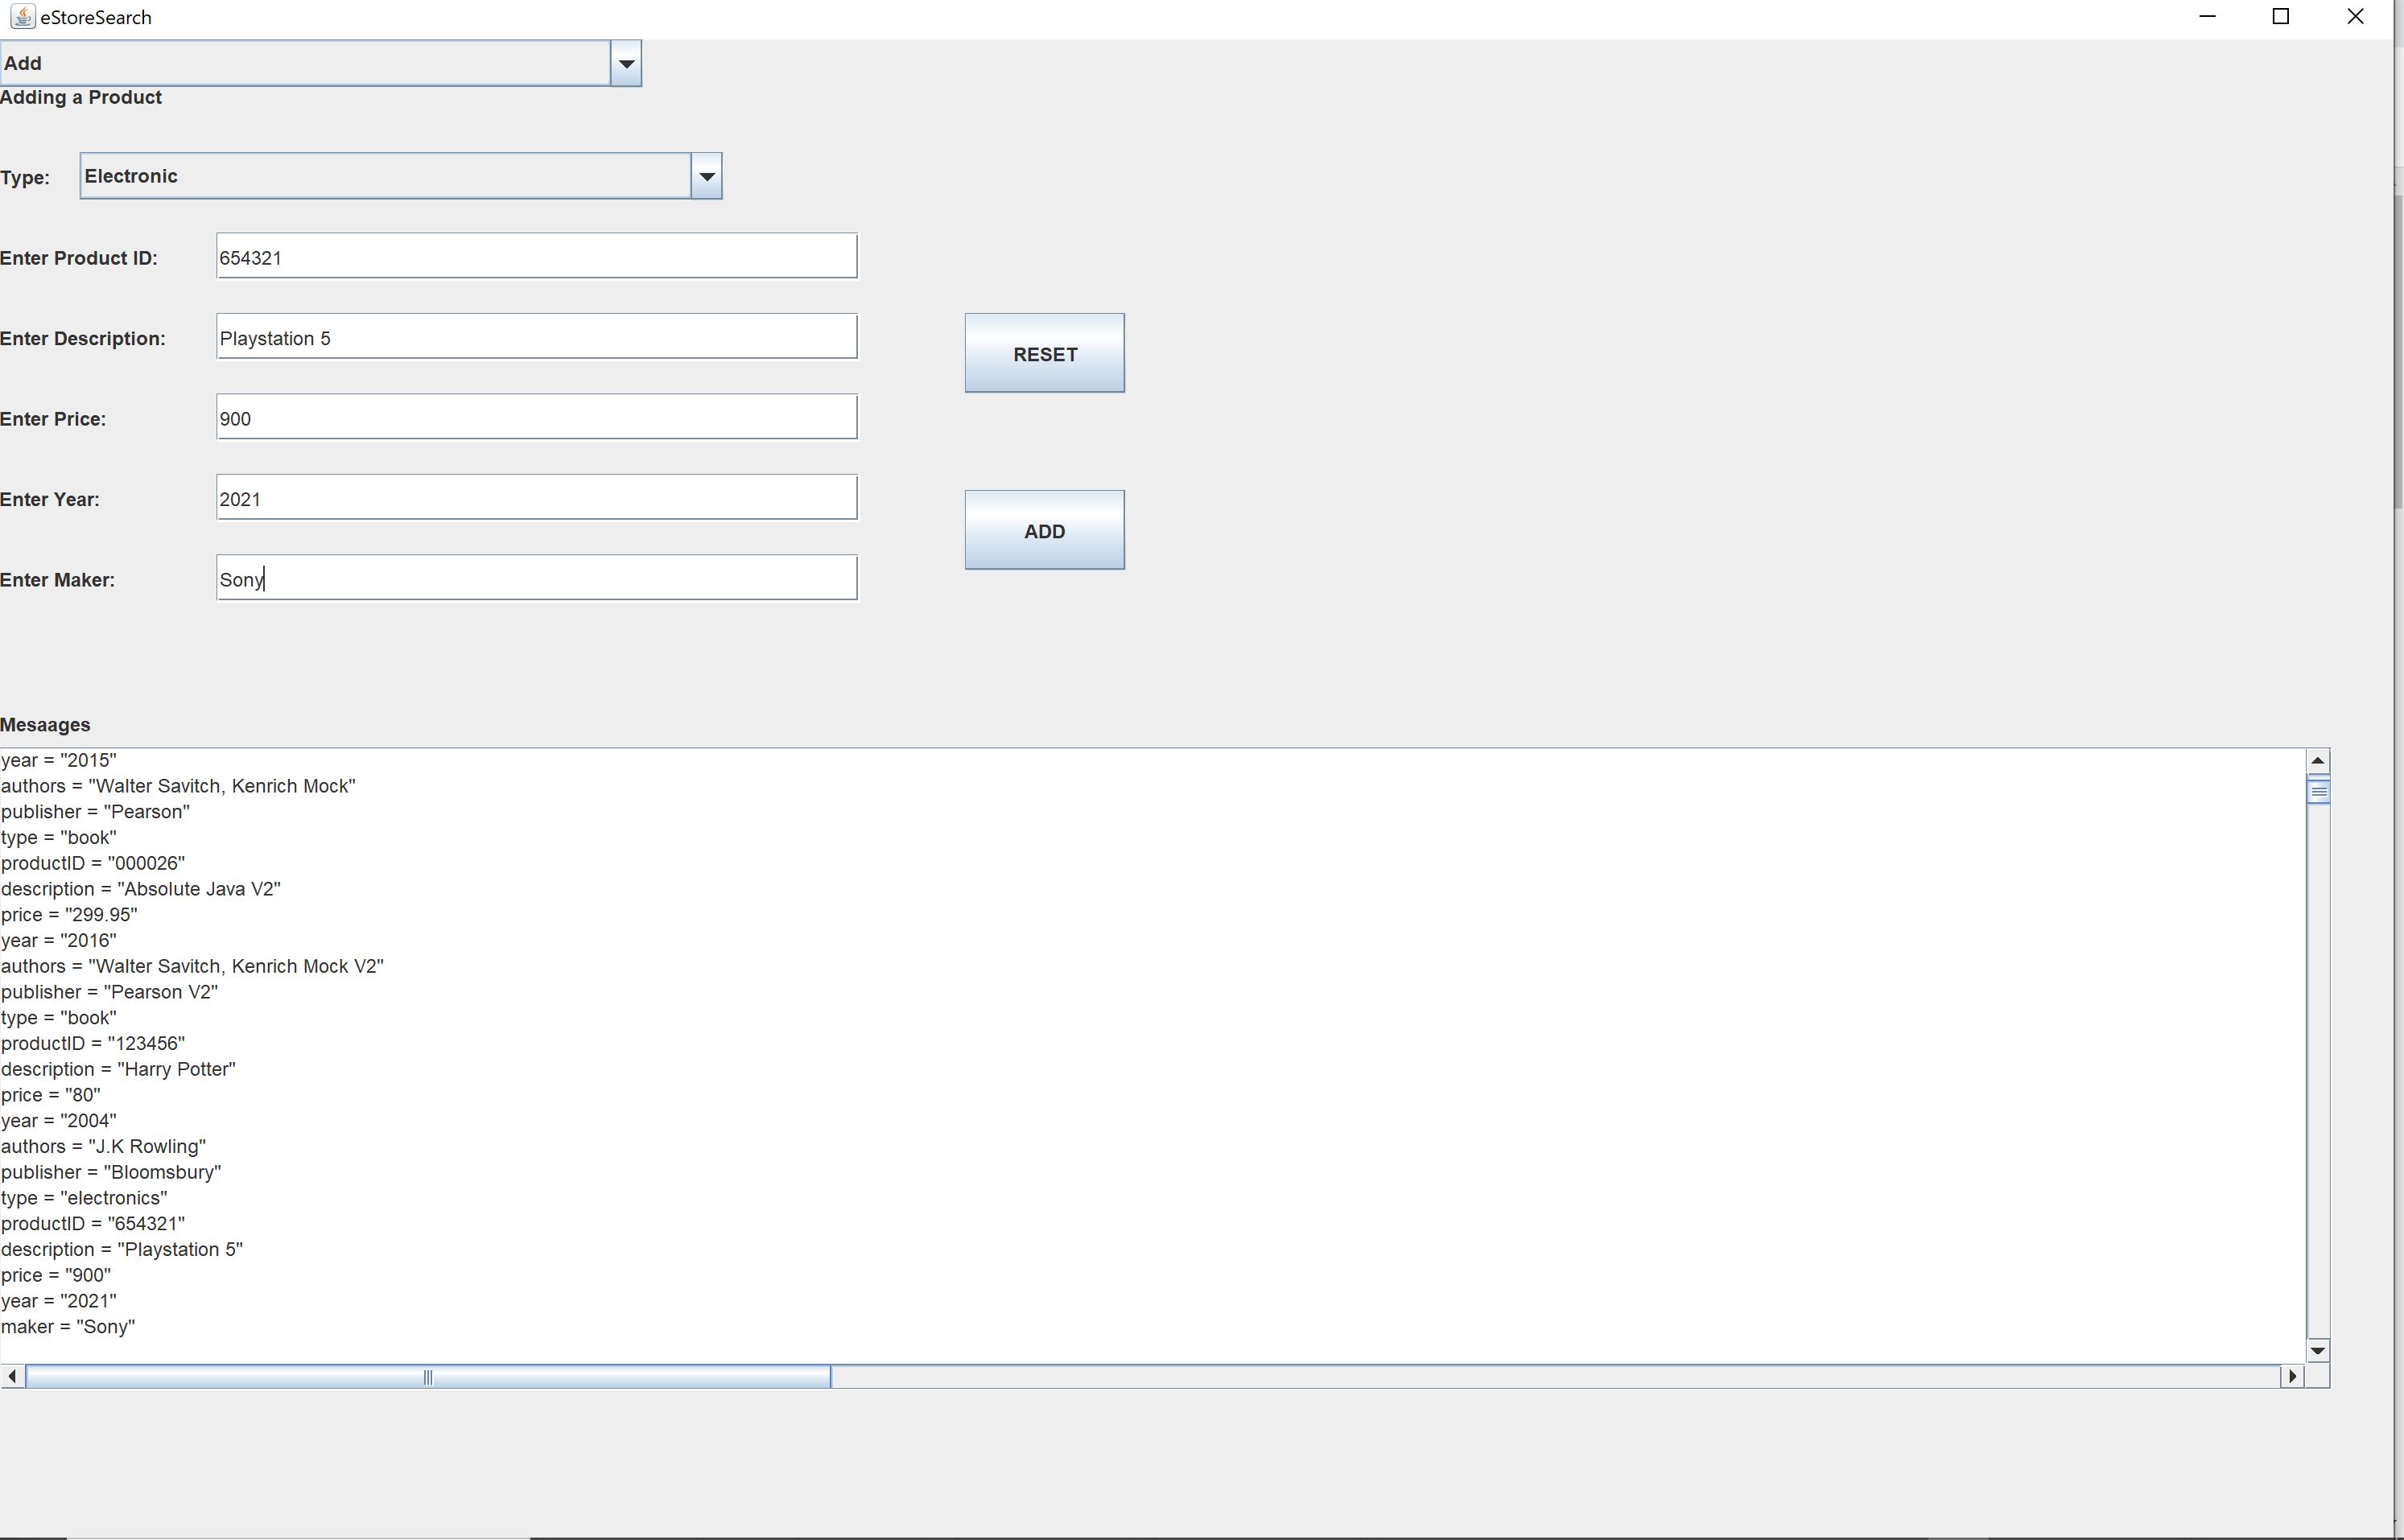 eStoreSearch
Add
Adding a Product
Type: Electronic
Enter Product ID: 654321
Enter Description: Playstation 5
RESET
Enter Price: 900
Enter Year: 2021
ADD
Enter Maker: Sony
Mesaages
year = "2015"
authors = "Walter Savitch, Kenrich Mock"
publisher = "Pearson"
type = "book"
productID = "000026"
description = "Absolute Java V2"
price = "299.95"
year = "2016"
authors = "Walter Savitch, Kenrich Mock V2"
publisher = "Pearson V2"
type = "book"
productID = "123456"
description = "Harry Potter"
price = "80"
year = "2004"
authors = "J.K Rowling"
publisher = "Bloomsbury"
type = "electronics"
productID = "654321"
description = "Playstation 5"
price = "900"
year = "2021"
maker = "Sony"